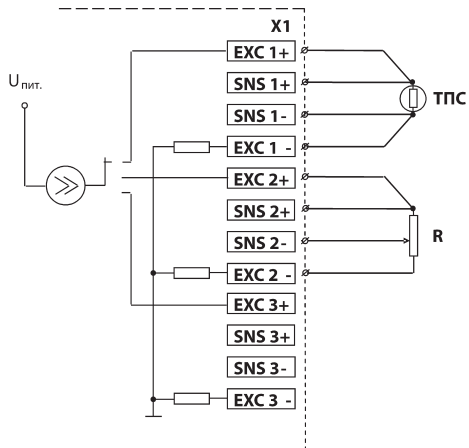 X1
EXC 1+
SNS 1+
SNS 1-
EXC 1 -
EXC 2+
SNS 2+
SNS 2-
EXC 2 -
EXC 3+
SNS 3+
SNS 3-
EXC 3 -
Uпит.
ТПС
R